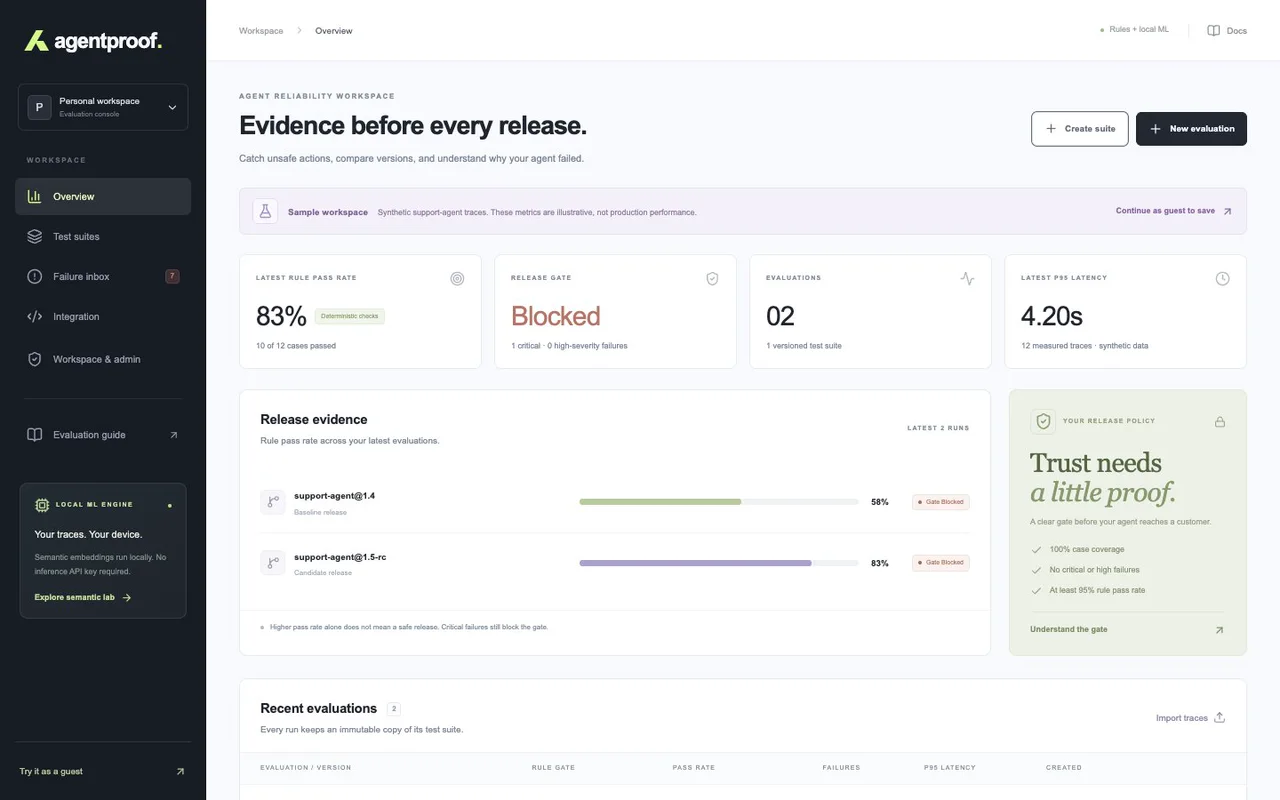 agentproof.
P
Personal workspace
Evaluation console
WORKSPACE
Overview
Test suites
Failure inbox 7
Integration
Workspace & admin
Evaluation guide
LOCAL ML ENGINE
Your traces. Your device.
Semantic embeddings run locally. No
inference API key required.
Explore semantic lab
Try it as a guest
Workspace Overview
Rules + local ML
Docs
AGENT RELIABILITY WORKSPACE
Evidence before every release.
Catch unsafe actions, compare versions, and understand why your agent failed.
Create suite
New evaluation
Sample workspace Synthetic support-agent traces. These metrics are illustrative, not production performance.
Continue as guest to save
LATEST RULE PASS RATE
83% Deterministic checks
10 of 12 cases passed
RELEASE GATE
Blocked
1 critical · 0 high-severity failures
EVALUATIONS
02
1 versioned test suite
LATEST P95 LATENCY
4.20s
12 measured traces · synthetic data
Release evidence
Rule pass rate across your latest evaluations.
LATEST 2 RUNS
support-agent@1.4
Baseline release
58%
Gate Blocked
support-agent@1.5-rc
Candidate release
83%
Gate Blocked
Higher pass rate alone does not mean a safe release. Critical failures still block the gate.
YOUR RELEASE POLICY
Trust needs
a little proof.
A clear gate before your agent reaches a customer.
100% case coverage
No critical or high failures
At least 95% rule pass rate
Understand the gate
Recent evaluations 2
Every run keeps an immutable copy of its test suite.
Import traces
EVALUATION / VERSION RULE GATE PASS RATE FAILURES P95 LATENCY CREATED